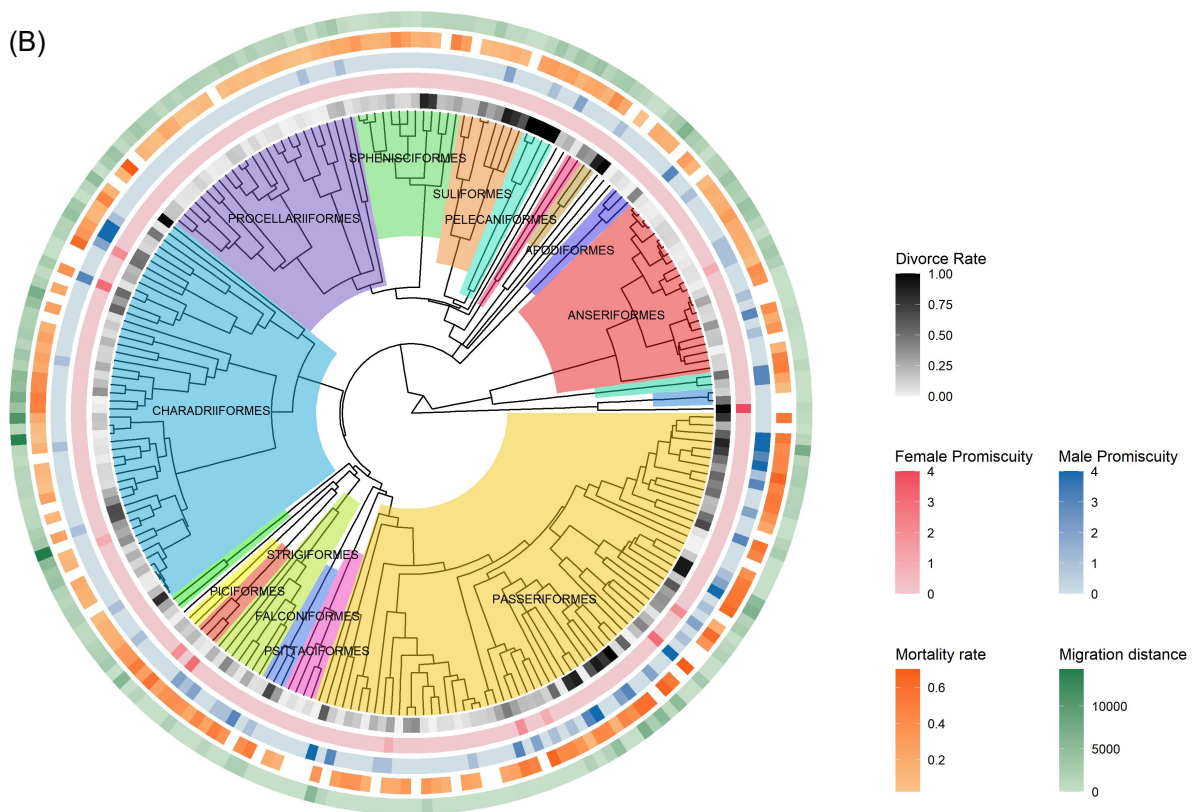 (B)
SPHENISCIFORMES
SULIFORMES
PELECANIFORMES
PROCELLARIIFORMES
APODIFORMES
ANSERIFORMES
CHARADRIIFORMES
STRIGIFORMES
PICIFORMES
FALCONIFORMES
PSITTACIFORMES
PASSERIFORMES
Divorce Rate
1.00
0.75
0.50
0.25
0.00
Female Promiscuity
4
3
2
1
0
Male Promiscuity
4
3
2
1
0
Mortality rate
0.6
0.4
0.2
Migration distance
10000
5000
0